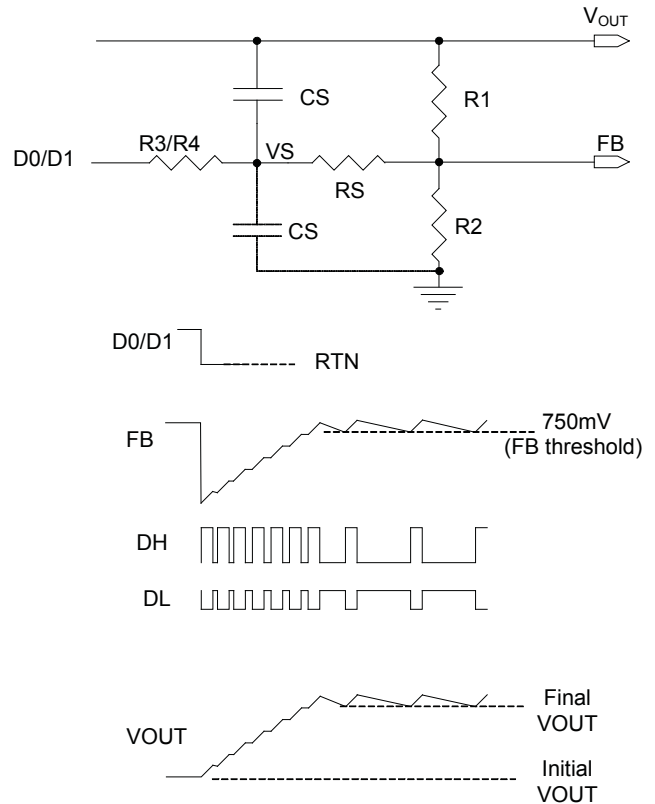 VOUT
CS
R1
R3/R4
D0/D1
VS
FB
RS
CS
R2
D0/D1
RTN
FB
750mV
(FB threshold)
DH
DL
VOUT
Final
VOUT
Initial
VOUT